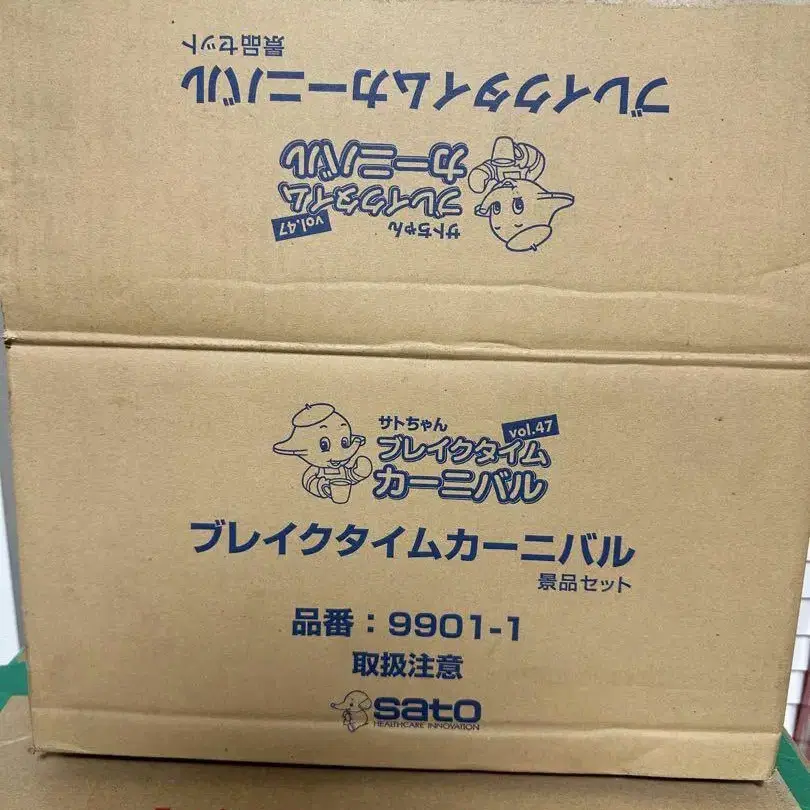 景品セット
ブレイクタイムカーニバル
サトちゃん
ブレイクタイム
vol.47
カーニバル
サトちゃん
vol.47
ブレイクタイム
カーニバル
ブレイクタイムカーニバル
景品セット
品番：9901-1
取扱注意
sato
HEALTHCARE INNOVATION